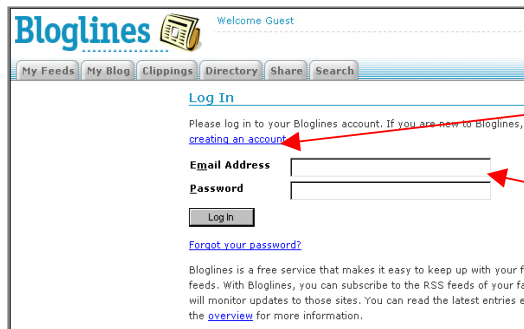 Bloglines
Welcome Guest
My Feeds My Blog Clippings Directory Share Search
Log In
Please log in to your Bloglines account. If you are new to Bloglines,
creating an account
Email Address
Password
Log In
Forgot your password?
Bloglines is a free service that makes it easy to keep up with your
feeds. With Bloglines, you can subscribe to the RSS feeds of your
will monitor updates to those sites. You can read the latest entries
the overview for more information.